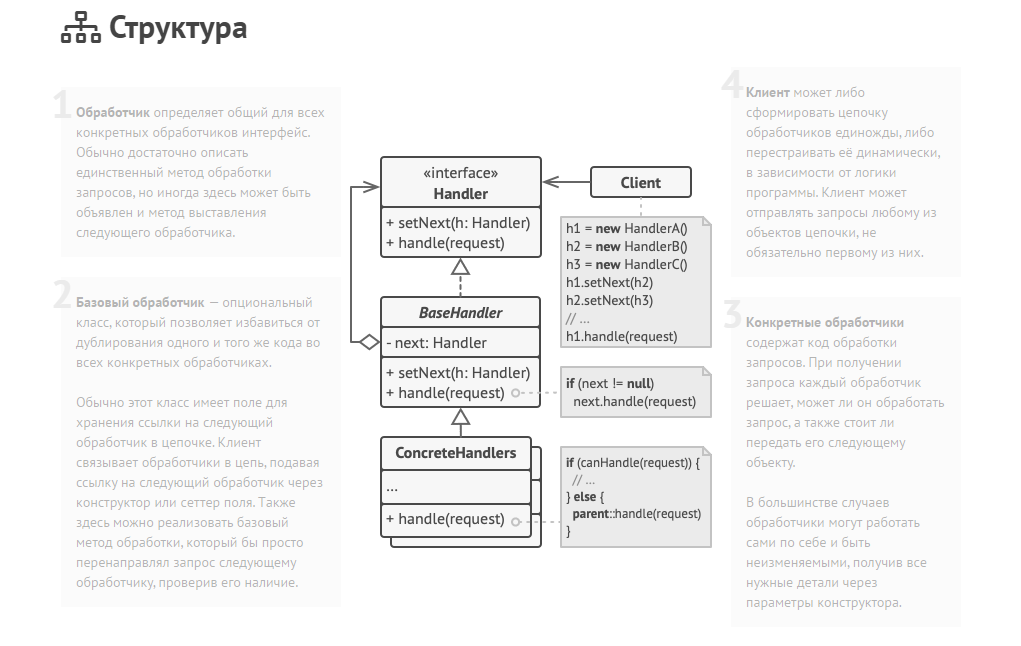 Структура
1
Обработчик определяет общий для всех
конкретных обработчиков интерфейс.
Обычно достаточно описать
единственный метод обработки
запросов, но иногда здесь может быть
объявлен и метод выставления
следующего обработчика.
2
Базовый обработчик — опциональный
класс, который позволяет избавиться от
дублирования одного и того же кода во
всех конкретных обработчиках.
Обычно этот класс имеет поле для
хранения ссылки на следующий
обработчик в цепочке. Клиент
связывает обработчики в цепь, подавая
ссылку на следующий обработчик через
конструктор или сеттер поля. Также
здесь можно реализовать базовый
метод обработки, который бы просто
перенаправлял запрос следующему
обработчику, проверив его наличие.
«interface»
Handler
+ setNext(h: Handler)
+ handle(request)
BaseHandler
- next: Handler
+ setNext(h: Handler)
+ handle(request)
ConcreteHandlers
...
+ handle(request)
Client
h1 = new HandlerA()
h2 = new HandlerB()
h3 = new HandlerC()
h1.setNext(h2)
h2.setNext(h3)
// ...
h1.handle(request)
if (next != null)
next.handle(request)
if (canHandle(request)) {
// ...
} else {
parent::handle(request)
}
4
Клиент может либо
сформировать цепочку
обработчиков единожды, либо
перестраивать её динамически,
в зависимости от логики
программы. Клиент может
отправлять запросы любому из
объектов цепочки, не
обязательно первому из них.
3
Конкретные обработчики
содержат код обработки
запросов. При получении
запроса каждый обработчик
решает, может ли он обработать
запрос, а также стоит ли
передать его следующему
объекту.
В большинстве случаев
обработчики могут работать
сами по себе и быть
неизменяемыми, получив все
нужные детали через
параметры конструктора.